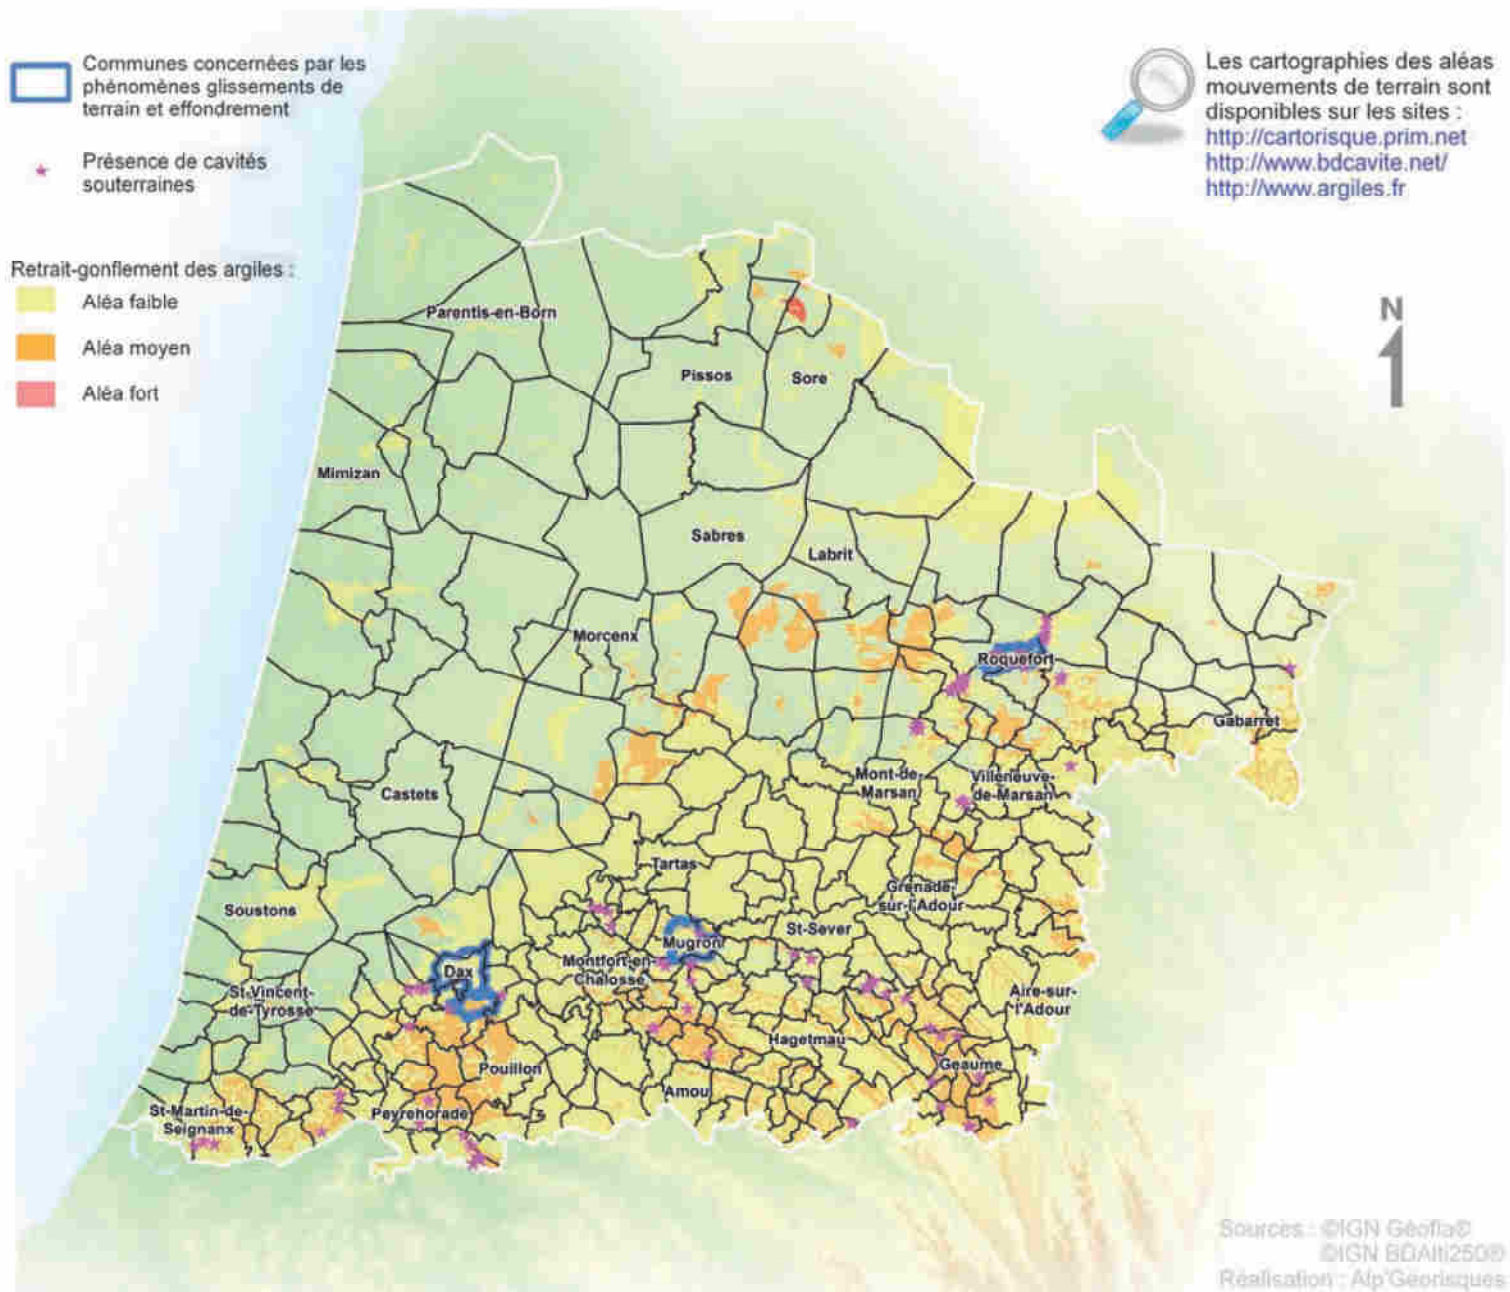 Communes concernées par les
phénomènes glissements de
terrain et effondrement
Présence de cavités
souterraines
Retrait-gonflement des argiles :
Aléa faible
Aléa moyen
Aléa fort
Les cartographies des aléas
mouvements de terrain sont
disponibles sur les sites :
http://cartorisque.prim.net
http://www.bdcavite.net/
http://www.argiles.fr
N
Parentis-en-Born
Pissos
Sore
Mimizan
Sabres
Labrit
Morcenx
Roquefort
Gabarret
Castets
Mont-de-
Marsan
Villeneuve-
de-Marsan
Tartas
Grenade-
sur-l'Adour
Soustons
St-Sever
Mugron
Montfort-en-
Chalosse
Dax
St-Vincent-
de-Tyrosse
Aire-sur-
l'Adour
Hagetmau
Geaume
Pouillon
Amou
St-Martin-de-
Seignanx
Peyrehorade
Sources : ©IGN Géofla©
©IGN BDAlti250©
Réalisation : Alp'Géorisques